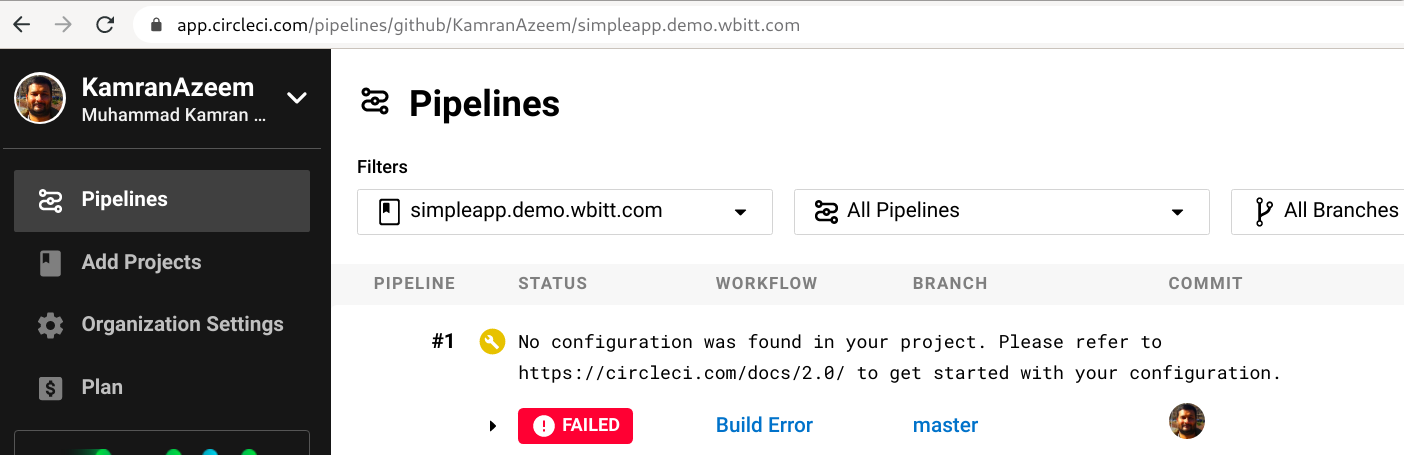 app.circleci.com/pipelines/github/KamranAzeem/simpleapp.demo.wbitt.com
KamranAzeem
Muhammad Kamran ...
Pipelines
Add Projects
Organization Settings
Plan
Pipelines
Filters
simpleapp.demo.wbitt.com All Pipelines All Branches
PIPELINE STATUS WORKFLOW BRANCH COMMIT
#1 No configuration was found in your project. Please refer to
https://circleci.com/docs/2.0/ to get started with your configuration.
FAILED Build Error master